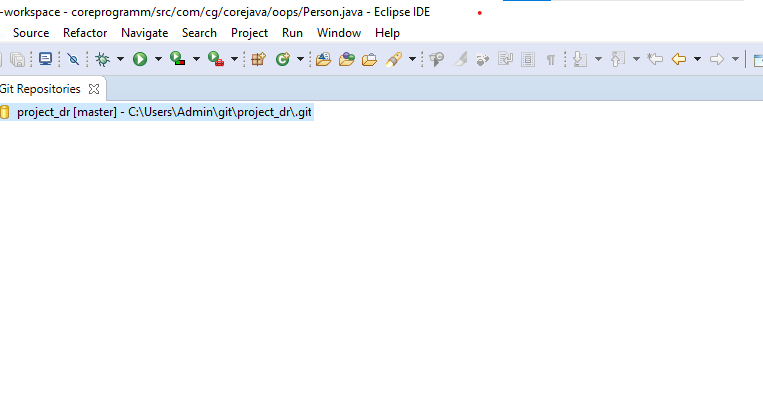 -workspace - coreprogramm/src/com/cg/corejava/oops/Person.java - Eclipse IDE
Source Refactor Navigate Search Project Run Window Help
Git Repositories
project_dr [master] - C:\Users\Admin\git\project_dr\.git